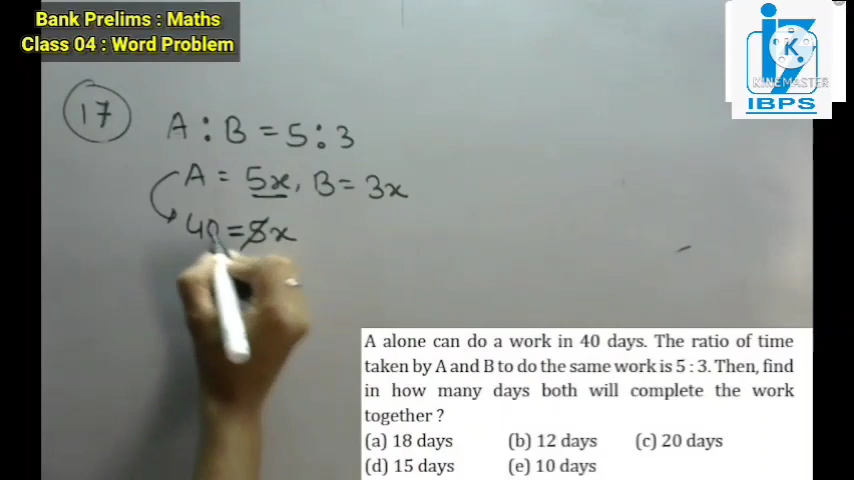 Bank Prelims : Maths
Class 04 : Word Problem
KINEMASTER
IBPS
17
A : B = 5 : 3
A = 5x, B = 3x
40 = 5x
A alone can do a work in 40 days. The ratio of time
taken by A and B to do the same work is 5 : 3. Then, find
in how many days both will complete the work
together ?
(a) 18 days (b) 12 days (c) 20 days
(d) 15 days (e) 10 days